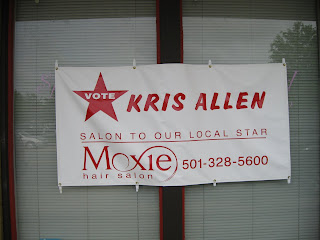 VOTE KRIS ALLEN
SALON TO OUR LOCAL STAR
Moxie 501-328-5600
hair salon